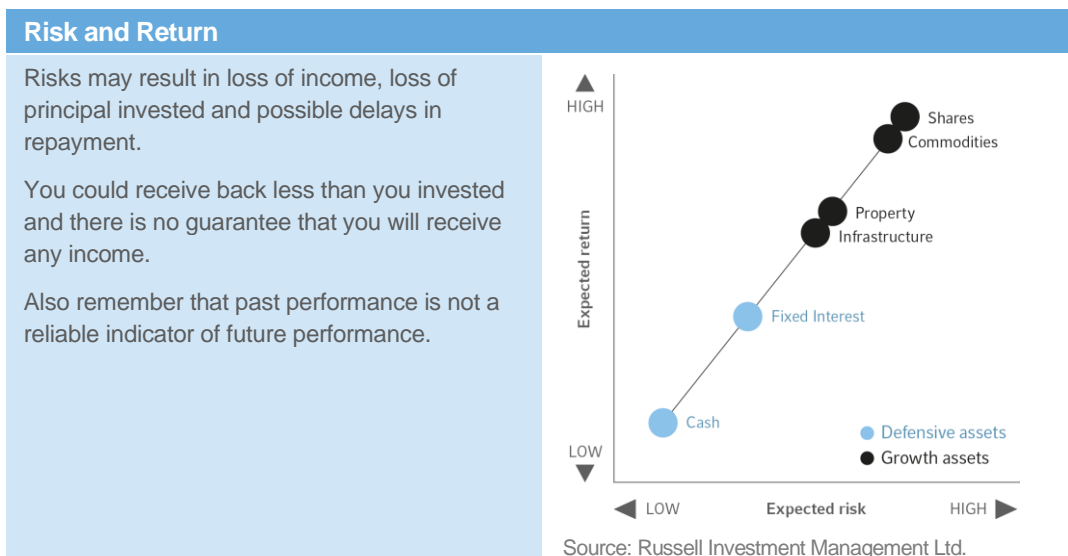 Risk and Return
Risks may result in loss of income, loss of
principal invested and possible delays in
repayment.
You could receive back less than you invested
and there is no guarantee that you will receive
any income.
Also remember that past performance is not a
reliable indicator of future performance.
HIGH
Expected return
LOW
Shares
Commodities
Property
Infrastructure
Fixed Interest
Cash
Defensive assets
Growth assets
LOW
Expected risk
HIGH
Source: Russell Investment Management Ltd.